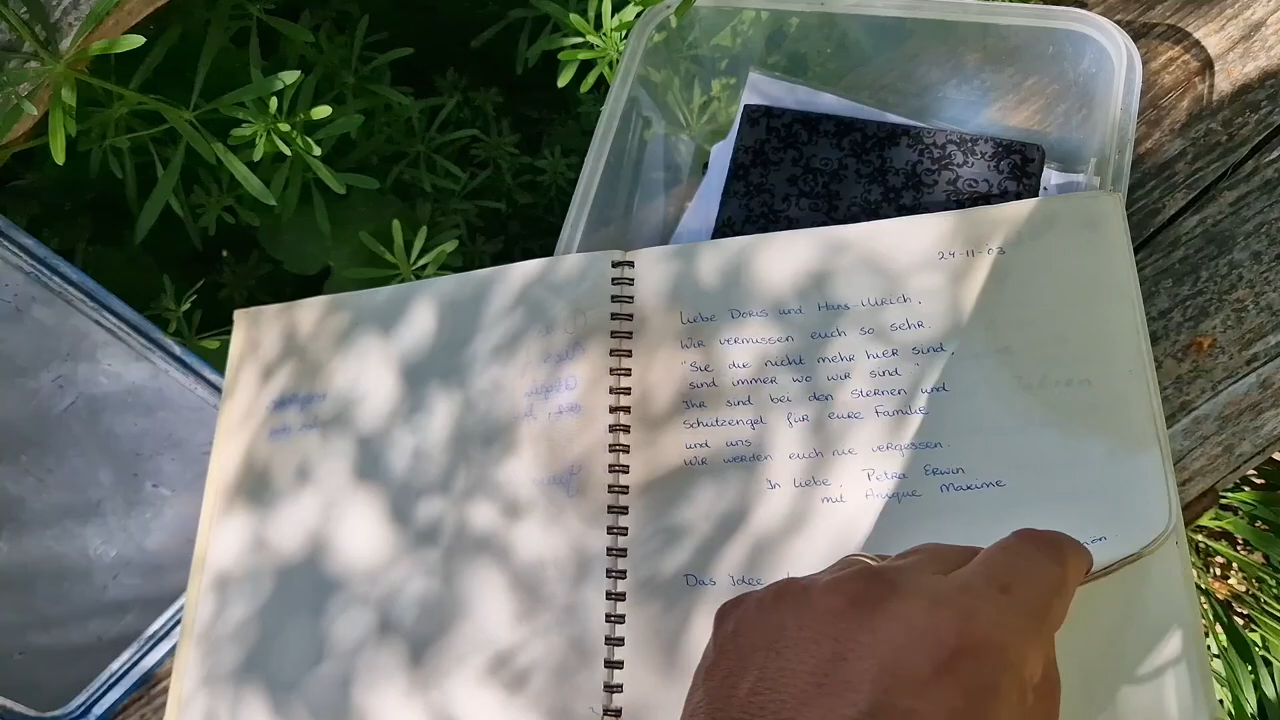 24-11-'03
Liebe Doris und Hans-Ulrich,
Wir vermissen euch so sehr.
"Sie die nicht mehr hier sind,
sind immer wo wir sind."
Ihr sind bei den Sternen und
Schutzengel für eure Familie
und uns
Wir werden euch nie vergessen.
In Liebe, Petra Erwin
mit Anique Maxime
Das Idee